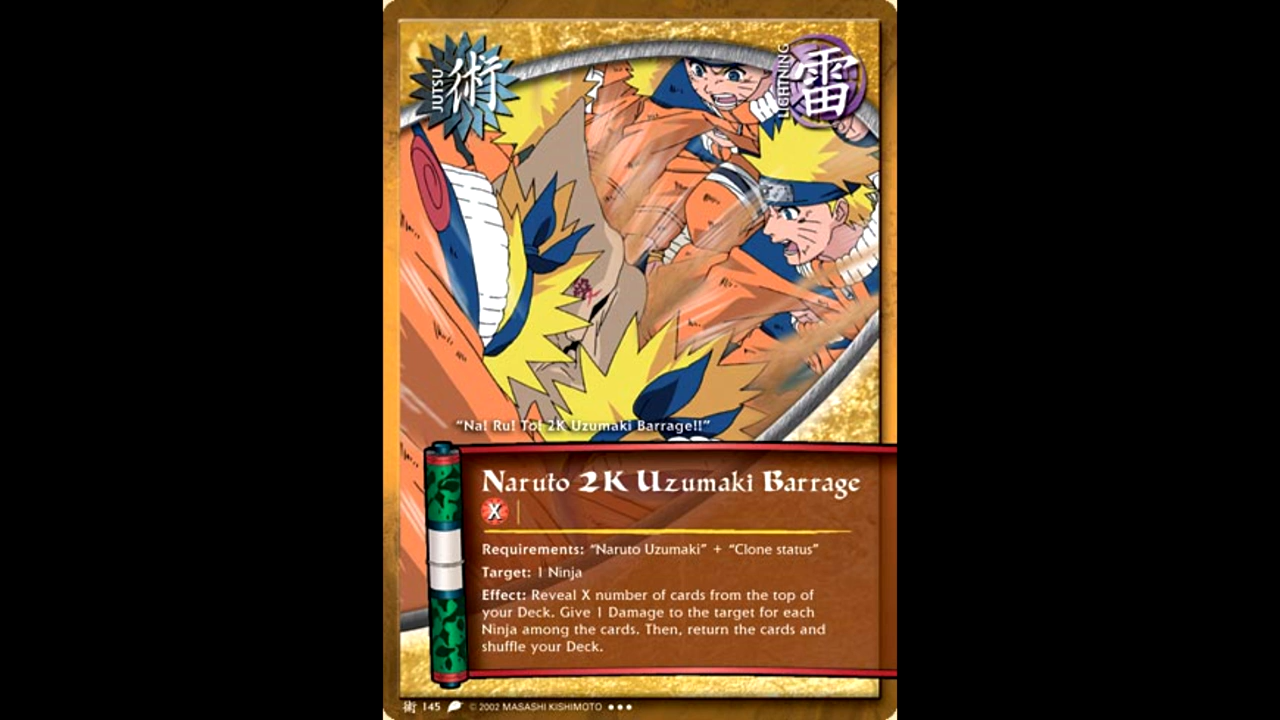 JUTSU
術
LIGHTNING
雷
"Na! Ru! To! 2K Uzumaki Barrage!!"
Naruto 2K Uzumaki Barrage
X
Requirements: "Naruto Uzumaki" + "Clone status"
Target: 1 Ninja
Effect: Reveal X number of cards from the top of
your Deck. Give 1 Damage to the target for each
Ninja among the cards. Then, return the cards and
shuffle your Deck.
術 145 © 2002 MASASHI KISHIMOTO